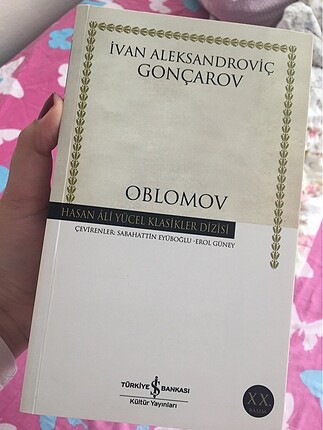 İVAN ALEKSANDROVİÇ
GONÇAROV
OBLOMOV
HASAN ÂLİ YÜCEL KLASİKLER DİZİSİ
ÇEVİRENLER: SABAHATTİN EYÜBOĞLU - EROL GÜNEY
TÜRKİYE İŞ BANKASI
Kültür Yayınları
XX.
BASIM